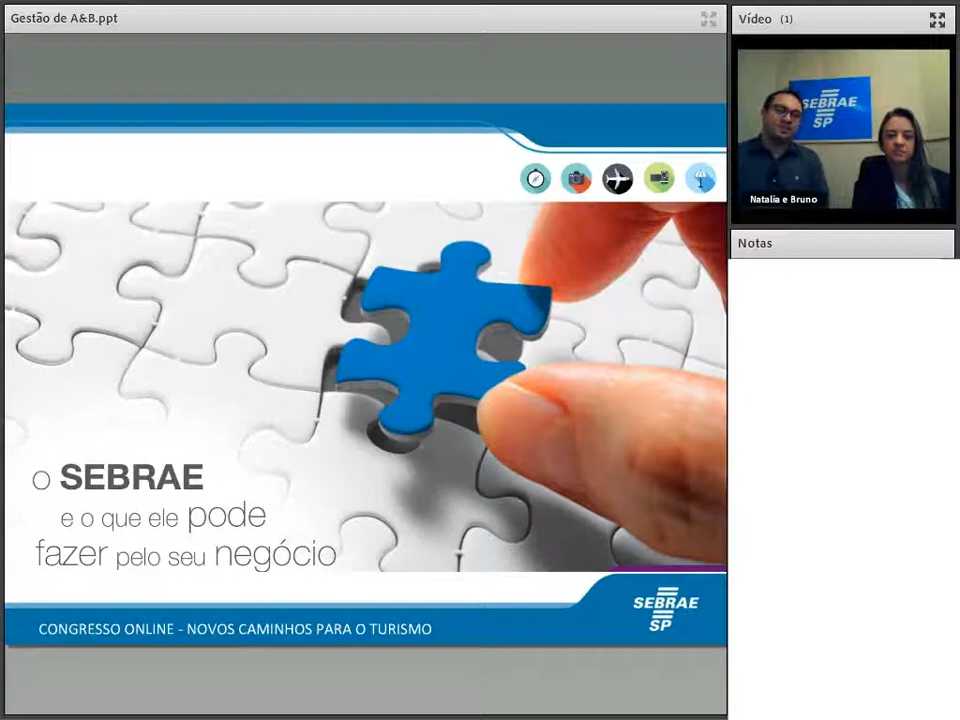 Gestão de A&B.ppt
Vídeo (1)
SEBRAE
SP
Natalia e Bruno
Notas
o SEBRAE
e o que ele pode
fazer pelo seu negócio
SEBRAE
SP
CONGRESSO ONLINE - NOVOS CAMINHOS PARA O TURISMO